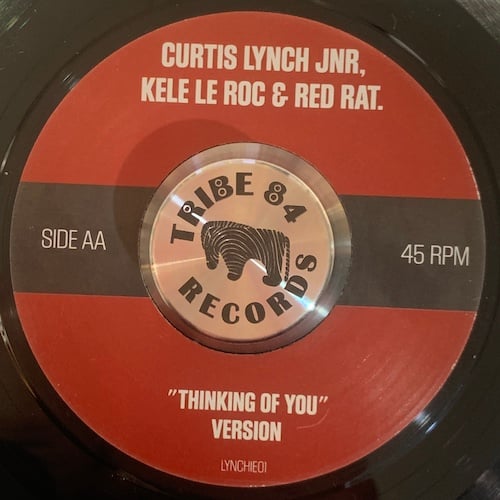 CURTIS LYNCH JNR,
KELE LE ROC & RED RAT.
TRIBE 84
RECORDS
SIDE AA
45 RPM
"THINKING OF YOU"
VERSION
LYNCHIE01